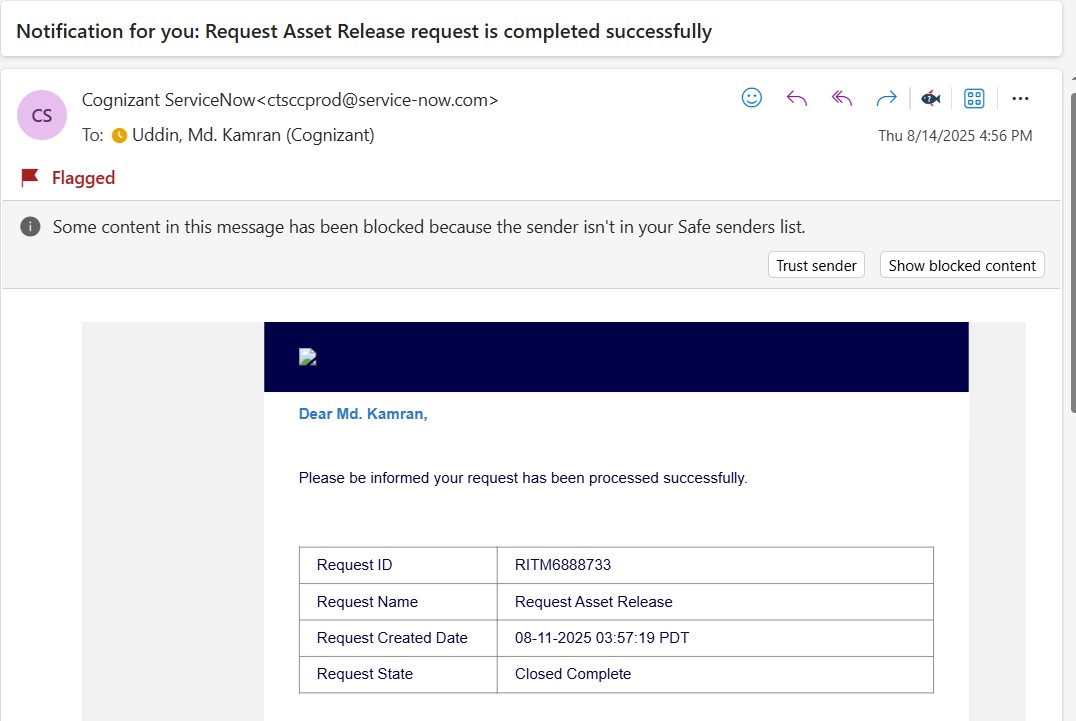 Notification for you: Request Asset Release request is completed successfully
CS
Cognizant ServiceNow<ctsccprod@service-now.com>
To: Uddin, Md. Kamran (Cognizant)
Thu 8/14/2025 4:56 PM
Flagged
Some content in this message has been blocked because the sender isn't in your Safe senders list.
Trust sender
Show blocked content
Dear Md. Kamran,
Please be informed your request has been processed successfully.
Request ID RITM6888733
Request Name Request Asset Release
Request Created Date 08-11-2025 03:57:19 PDT
Request State Closed Complete